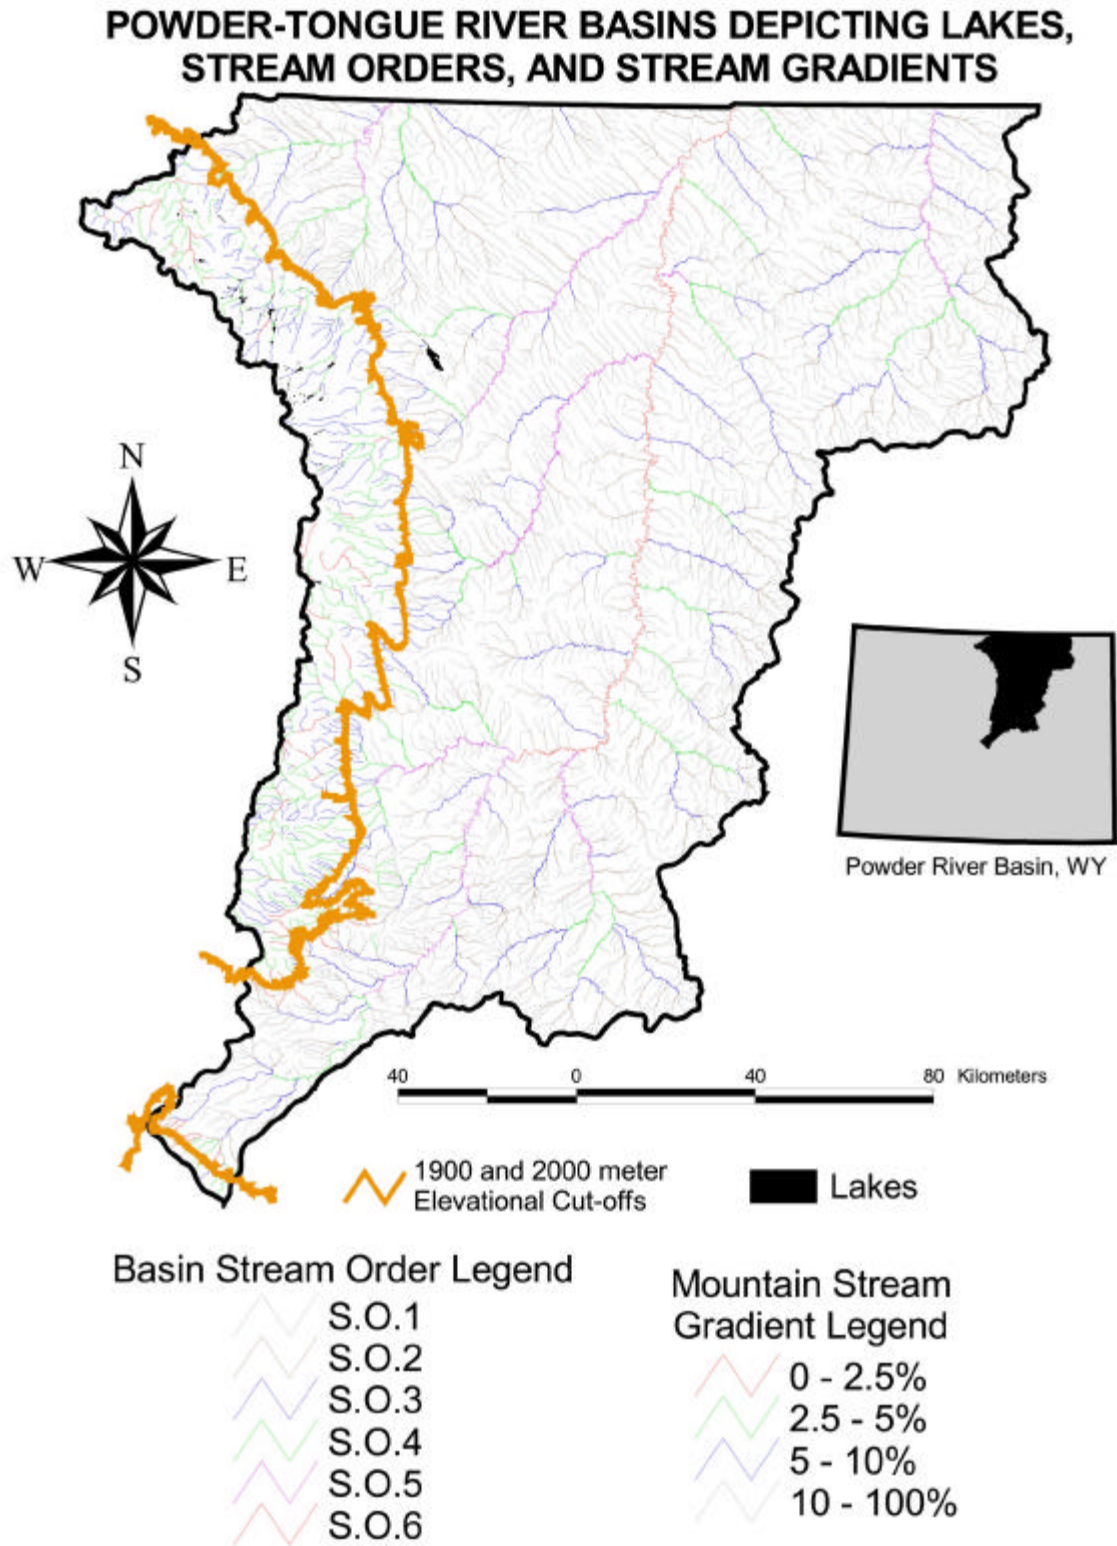 POWDER-TONGUE RIVER BASINS DEPICTING LAKES,
STREAM ORDERS, AND STREAM GRADIENTS
N
W
E
S
Powder River Basin, WY
40 0 40 80 Kilometers
1900 and 2000 meter
Elevational Cut-offs
Lakes
Basin Stream Order Legend
S.O.1
S.O.2
S.O.3
S.O.4
S.O.5
S.O.6
Mountain Stream
Gradient Legend
0 - 2.5%
2.5 - 5%
5 - 10%
10 - 100%